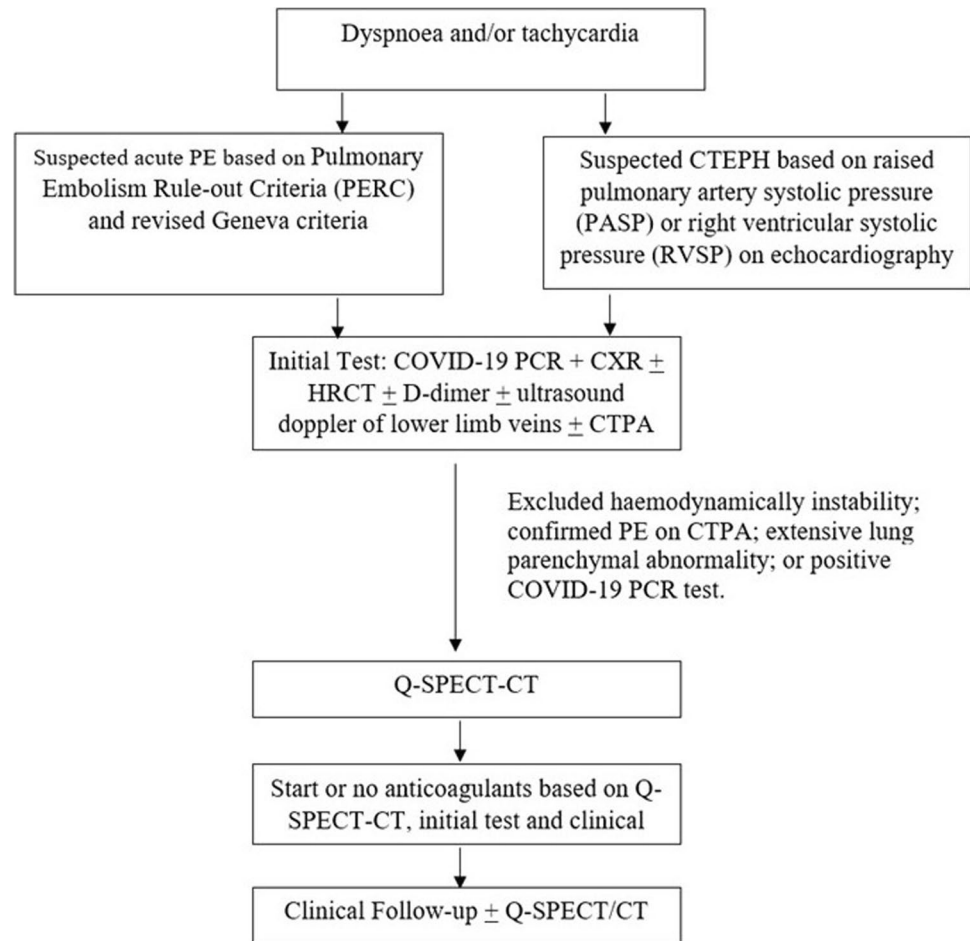 Dyspnoea and/or tachycardia
Suspected acute PE based on Pulmonary
Embolism Rule-out Criteria (PERC)
and revised Geneva criteria
Suspected CTEPH based on raised
pulmonary artery systolic pressure
(PASP) or right ventricular systolic
pressure (RVSP) on echocardiography
Initial Test: COVID-19 PCR + CXR ±
HRCT ± D-dimer ± ultrasound
doppler of lower limb veins ± CTPA
Excluded haemodynamically instability;
confirmed PE on CTPA; extensive lung
parenchymal abnormality; or positive
COVID-19 PCR test.
Q-SPECT-CT
Start or no anticoagulants based on Q-
SPECT-CT, initial test and clinical
Clinical Follow-up ± Q-SPECT/CT